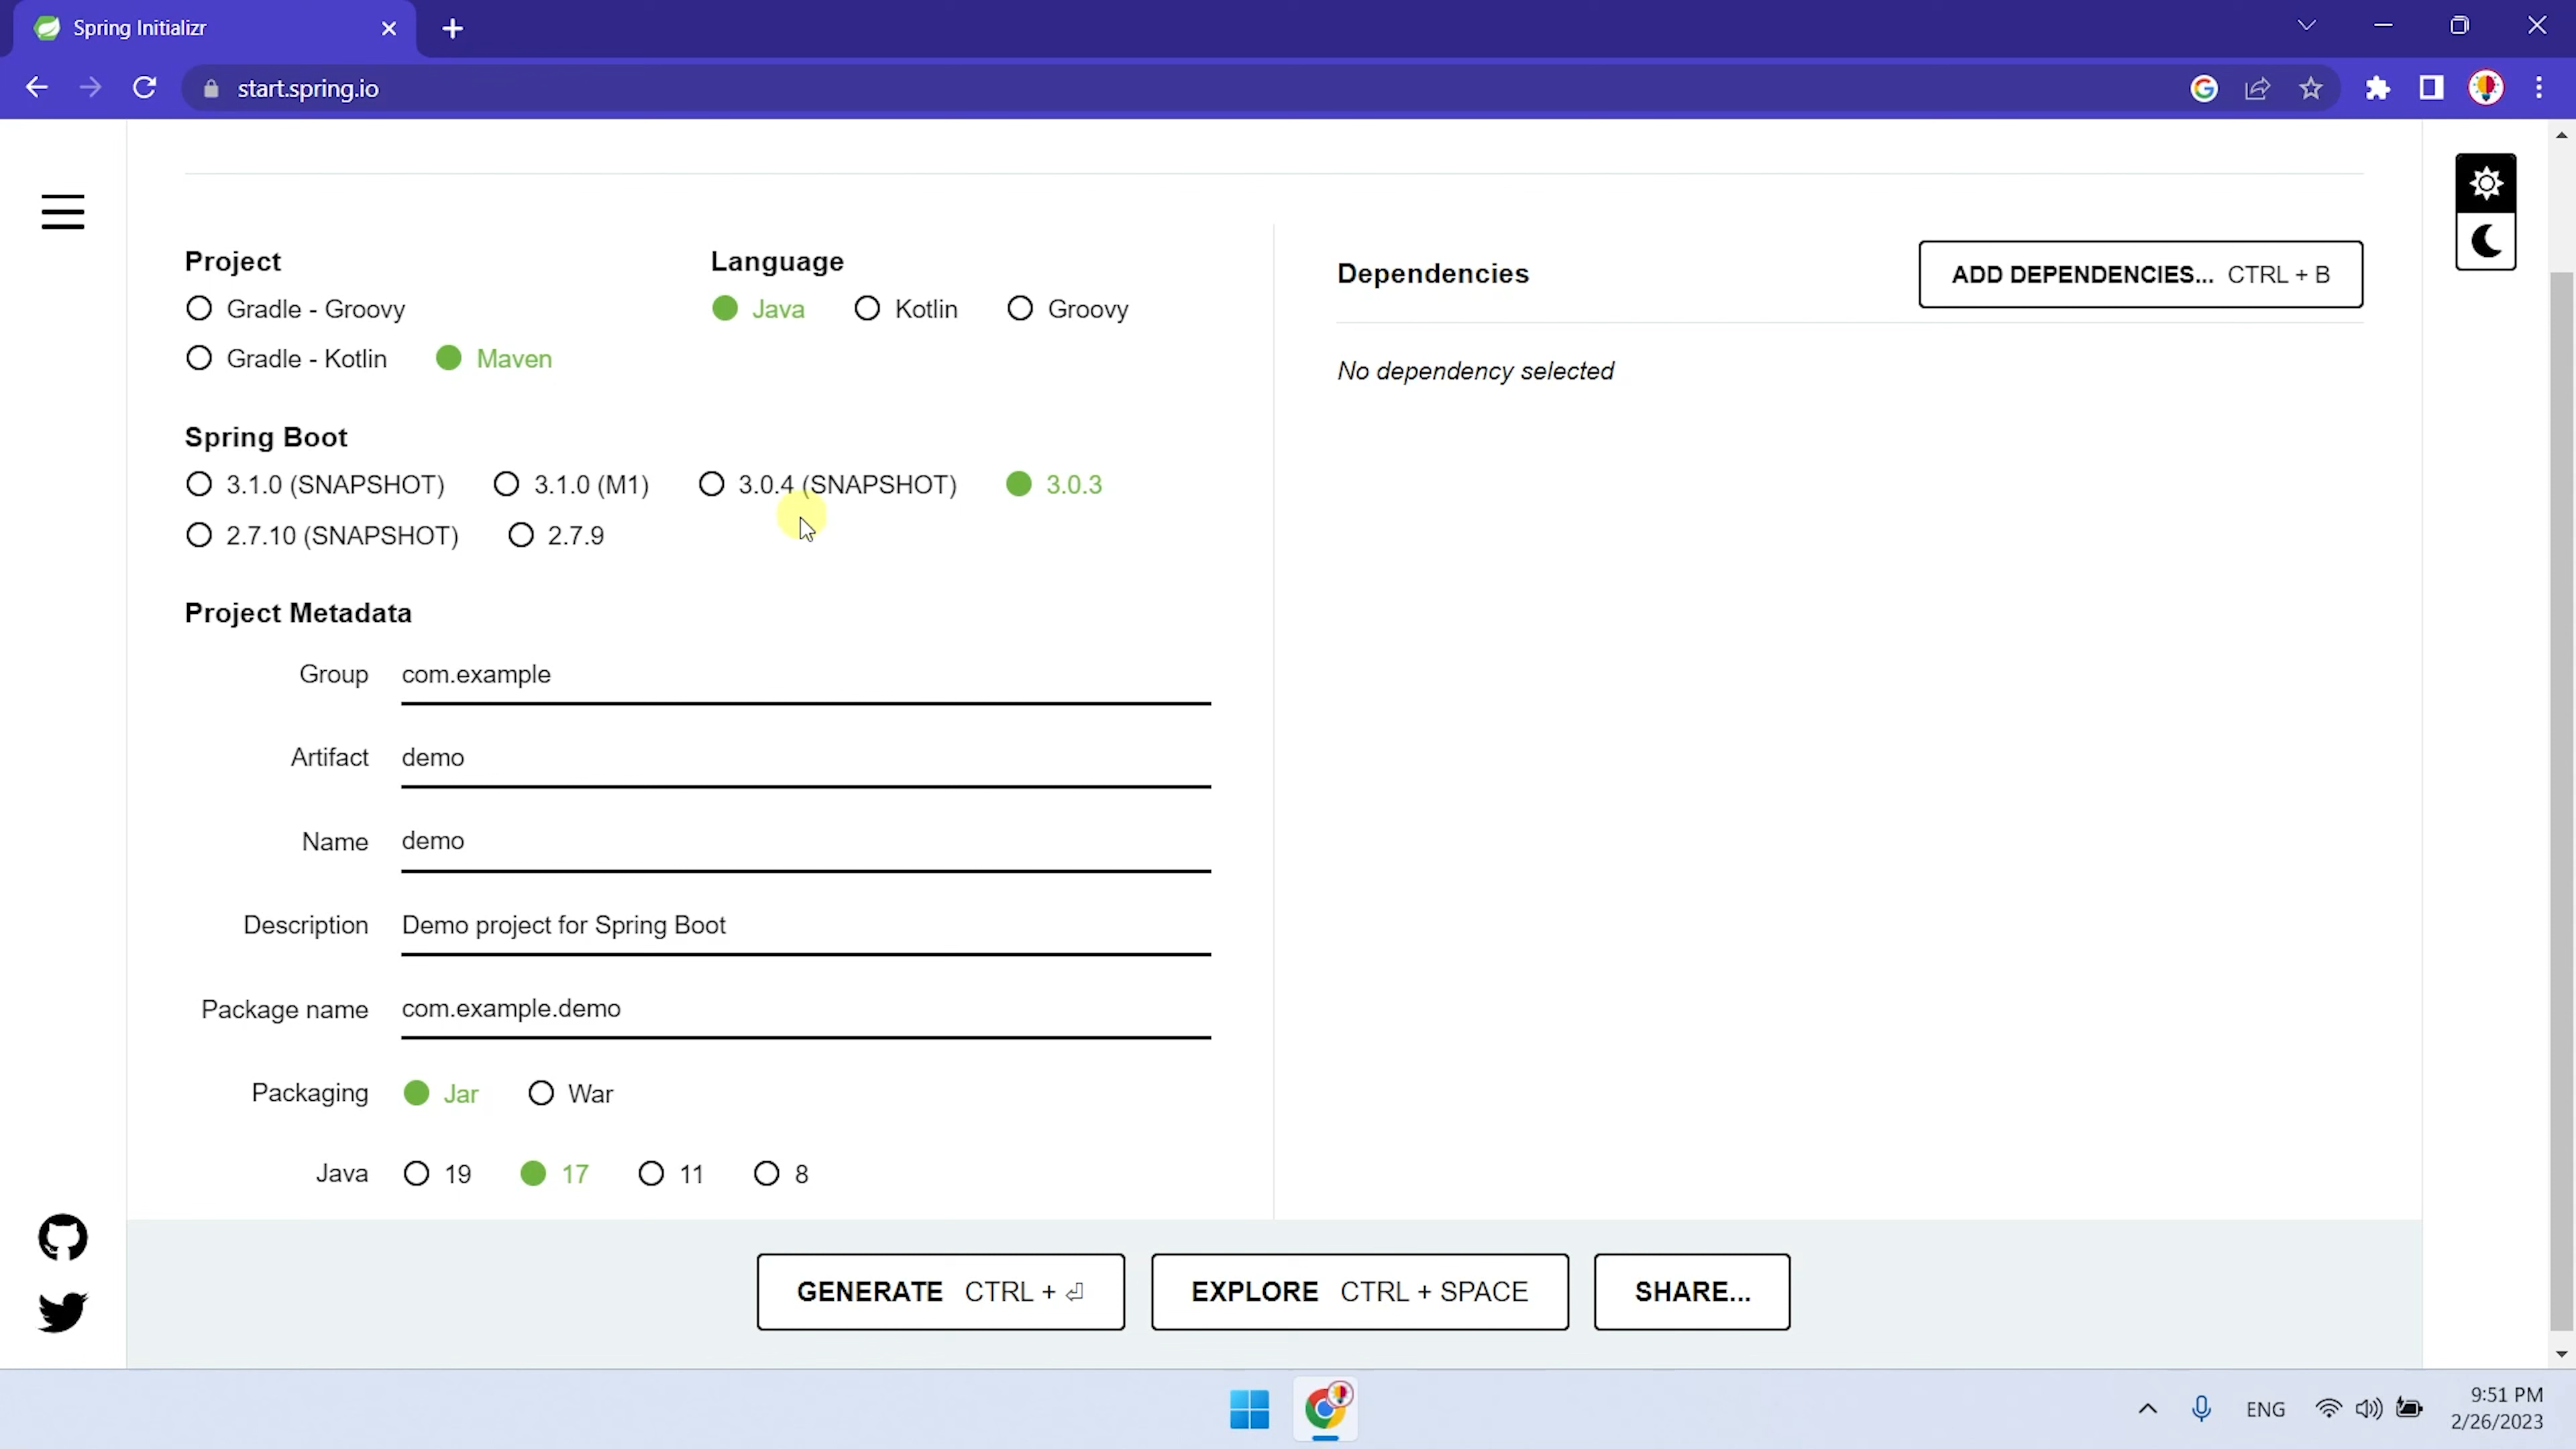 Spring Initializr
start.spring.io
Project
Gradle - Groovy
Gradle - Kotlin Maven
Language
Java Kotlin Groovy
Spring Boot
3.1.0 (SNAPSHOT) 3.1.0 (M1) 3.0.4 (SNAPSHOT) 3.0.3
2.7.10 (SNAPSHOT) 2.7.9
Project Metadata
Group com.example
Artifact demo
Name demo
Description Demo project for Spring Boot
Package name com.example.demo
Packaging Jar War
Java 19 17 11 8
Dependencies ADD DEPENDENCIES... CTRL + B
No dependency selected
GENERATE CTRL + ⏎ EXPLORE CTRL + SPACE SHARE...
ENG
9:51 PM
2/26/2023